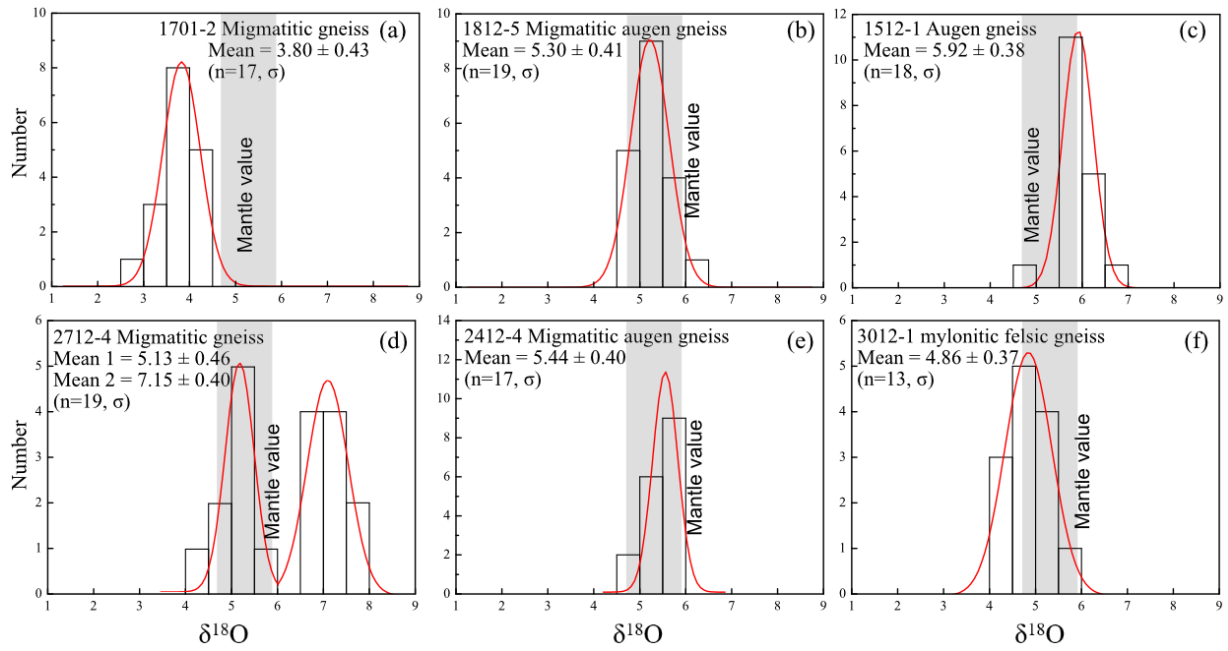 1701-2 Migmatitic gneiss
Mean = 3.80 ± 0.43
(n=17, σ)
(a)
Mantle value
Number
0
2
4
6
8
10
1 2 3 4 5 6 7 8 9
1812-5 Migmatitic augen gneiss
Mean = 5.30 ± 0.41
(n=19, σ)
(b)
Mantle value
0
2
4
6
8
10
1 2 3 4 5 6 7 8 9
1512-1 Augen gneiss
Mean = 5.92 ± 0.38
(n=18, σ)
(c)
Mantle value
0
2
4
6
8
10
12
1 2 3 4 5 6 7 8 9
2712-4 Migmatitic gneiss
Mean 1 = 5.13 ± 0.46
Mean 2 = 7.15 ± 0.40
(n=19, σ)
(d)
Mantle value
Number
0
1
2
3
4
5
6
1 2 3 4 5 6 7 8 9
δ¹⁸O
2412-4 Migmatitic augen gneiss
Mean = 5.44 ± 0.40
(n=17, σ)
(e)
Mantle value
0
2
4
6
8
10
12
14
1 2 3 4 5 6 7 8 9
δ¹⁸O
3012-1 mylonitic felsic gneiss
Mean = 4.86 ± 0.37
(n=13, σ)
(f)
Mantle value
0
1
2
3
4
5
6
1 2 3 4 5 6 7 8 9
δ¹⁸O